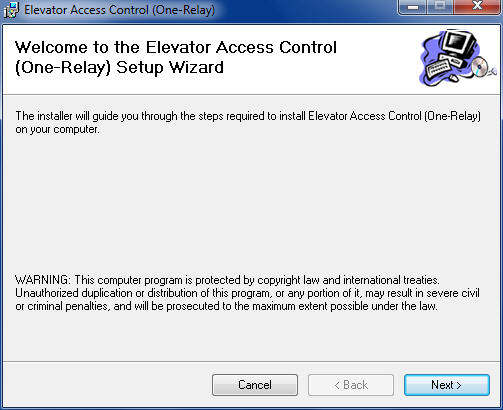 Elevator Access Control (One-Relay)
Welcome to the Elevator Access Control
(One-Relay) Setup Wizard
The installer will guide you through the steps required to install Elevator Access Control (One-Relay)
on your computer.
WARNING: This computer program is protected by copyright law and international treaties.
Unauthorized duplication or distribution of this program, or any portion of it, may result in severe civil
or criminal penalties, and will be prosecuted to the maximum extent possible under the law.
Cancel
< Back
Next >